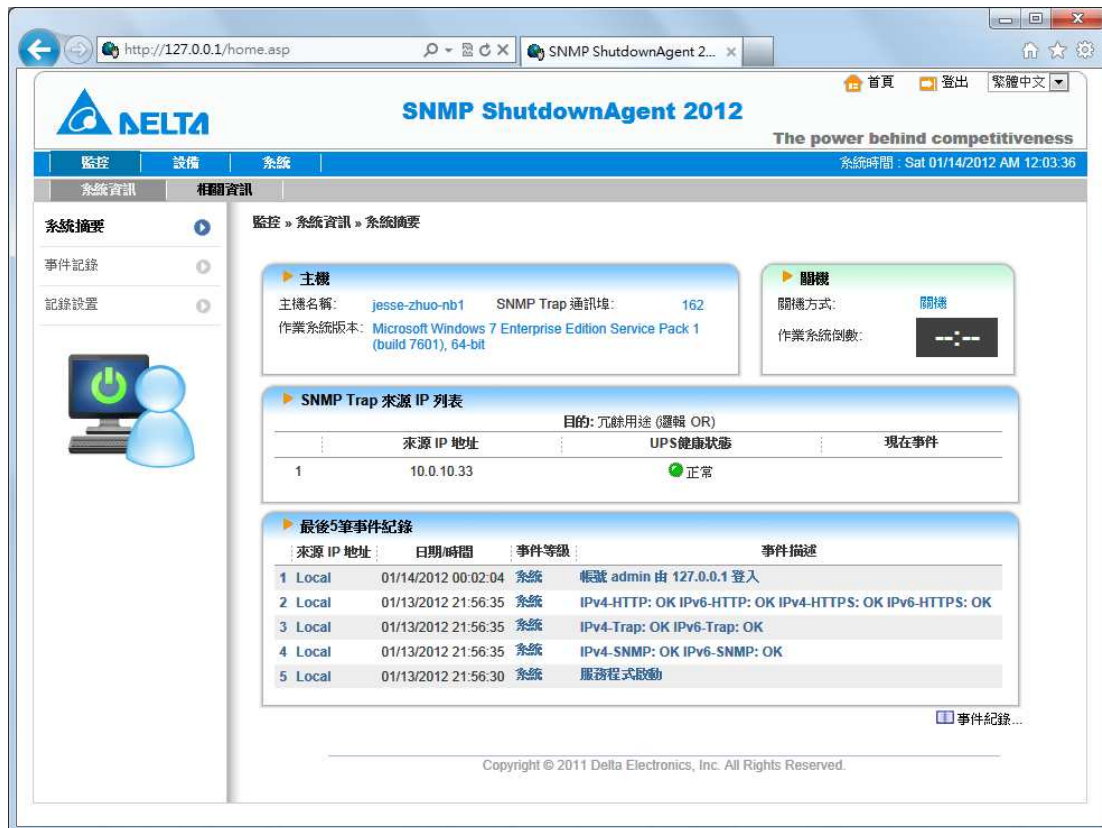 http://127.0.0.1/home.asp
SNMP ShutdownAgent 2...
首頁 登出 繁體中文
DELTA
SNMP ShutdownAgent 2012
The power behind competitiveness
監控 設備 系統 系統時間 : Sat 01/14/2012 AM 12:03:36
系統資訊 相關資訊
系統摘要
事件記錄
記錄設置
監控 » 系統資訊 » 系統摘要
主機
主機名稱: jesse-zhuo-nb1 SNMP Trap 通訊埠: 162
作業系統版本: Microsoft Windows 7 Enterprise Edition Service Pack 1
(build 7601), 64-bit
關機
關機方式: 關機
作業系統倒數: --:--
SNMP Trap 來源 IP 列表
目的: 冗餘用途 (邏輯 OR)
來源 IP 地址 UPS健康狀態 現在事件
1 10.0.10.33 正常
最後5筆事件紀錄
來源 IP 地址 日期/時間 事件等級 事件描述
1 Local 01/14/2012 00:02:04 系統 帳號 admin 由 127.0.0.1 登入
2 Local 01/13/2012 21:56:35 系統 IPv4-HTTP: OK IPv6-HTTP: OK IPv4-HTTPS: OK IPv6-HTTPS: OK
3 Local 01/13/2012 21:56:35 系統 IPv4-Trap: OK IPv6-Trap: OK
4 Local 01/13/2012 21:56:35 系統 IPv4-SNMP: OK IPv6-SNMP: OK
5 Local 01/13/2012 21:56:30 系統 服務程式啟動
事件紀錄...
Copyright © 2011 Delta Electronics, Inc. All Rights Reserved.